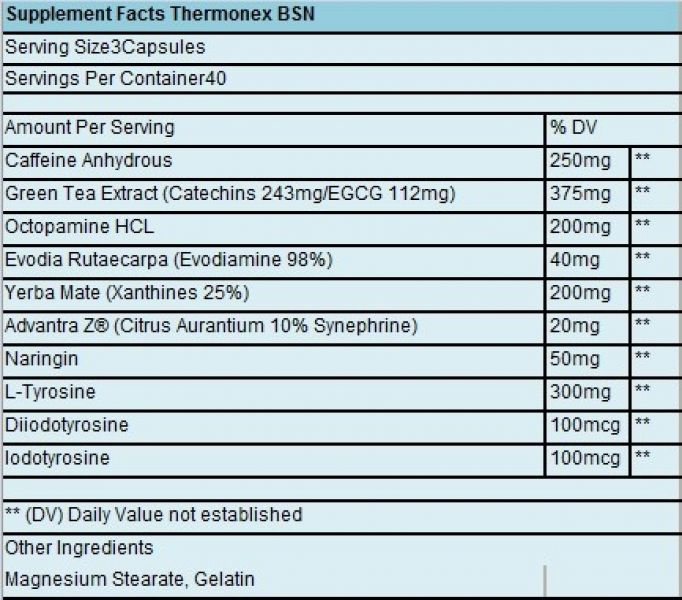 Supplement Facts Thermonex BSN
Serving Size3Capsules
Servings Per Container40
Amount Per Serving % DV
Caffeine Anhydrous 250mg **
Green Tea Extract (Catechins 243mg/EGCG 112mg) 375mg **
Octopamine HCL 200mg **
Evodia Rutaecarpa (Evodiamine 98%) 40mg **
Yerba Mate (Xanthines 25%) 200mg **
Advantra Z® (Citrus Aurantium 10% Synephrine) 20mg **
Naringin 50mg **
L-Tyrosine 300mg **
Diiodotyrosine 100mcg **
Iodotyrosine 100mcg **
** (DV) Daily Value not established
Other Ingredients
Magnesium Stearate, Gelatin